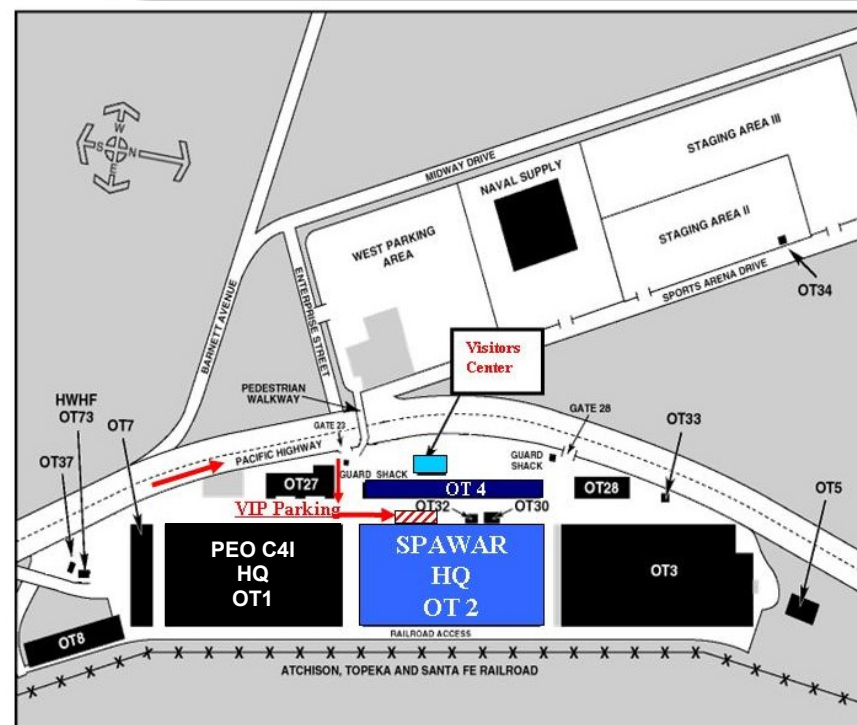 W
S
N
E
MIDWAY DRIVE
STAGING AREA III
NAVAL SUPPLY
WEST PARKING
AREA
STAGING AREA II
SPORTS ARENA DRIVE
OT34
BARNETT AVENUE
ENTERPRISE STREET
Visitors
Center
PEDESTRIAN
WALKWAY
HWHF
OT73
OT7
GATE 23
GATE 28
OT33
PACIFIC HIGHWAY
OT37
GUARD SHACK
GUARD
SHACK
OT27
OT 4
OT28
OT5
VIP Parking
OT32
OT30
PEO C4I
HQ
OT1
SPAWAR
HQ
OT 2
OT3
OT8
RAILROAD ACCESS
ATCHISON, TOPEKA AND SANTA FE RAILROAD